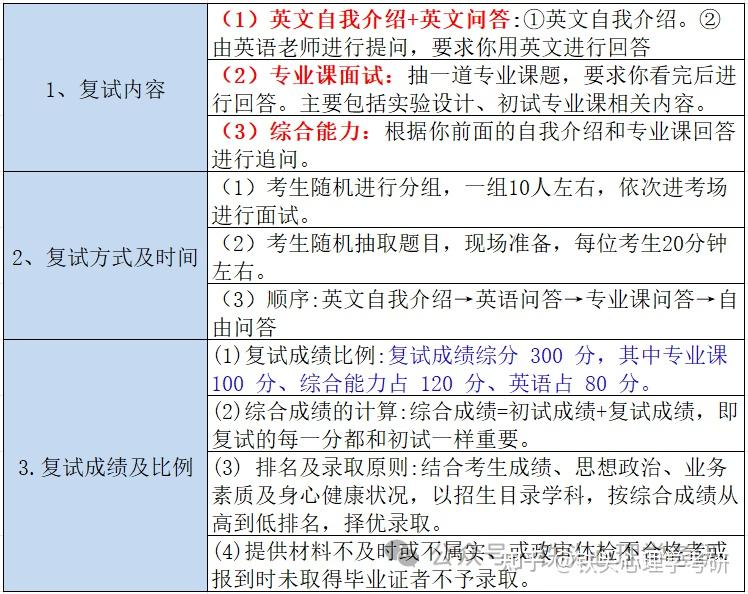 1、复试内容
（1）英文自我介绍+英文问答:①英文自我介绍。②
由英语老师进行提问，要求你用英文进行回答
（2）专业课面试：抽一道专业课题，要求你看完后进
行回答。主要包括实验设计、初试专业课相关内容。
（3）综合能力：根据你前面的自我介绍和专业课回答
进行追问。
2、复试方式及时间
（1）考生随机进行分组，一组10人左右，依次进考场
进行面试。
（2）考生随机抽取题目，现场准备，每位考生20分钟
左右。
（3）顺序:英文自我介绍→英语问答→专业课问答→自
由问答
3.复试成绩及比例
(1)复试成绩比例:复试成绩综分 300 分，其中专业课
100 分、综合能力占 120 分、英语占 80 分。
(2)综合成绩的计算:综合成绩=初试成绩+复试成绩，即
复试的每一分都和初试一样重要。
(3) 排名及录取原则:结合考生成绩、思想政治、业务
素质及身心健康状况，以招生目录学科，按综合成绩从
高到低排名，择优录取。
(4)提供材料不及时或不属实、或政审体检不合格者或
报到时未取得毕业证者不予录取。
公众号
知乎